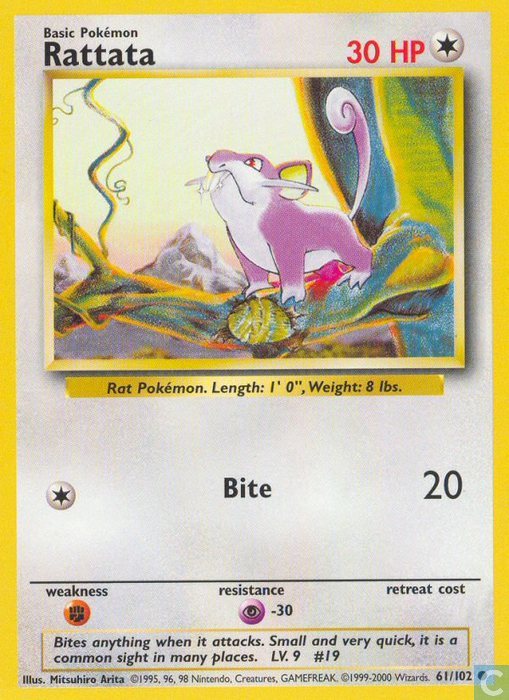 Basic Pokémon
Rattata 30 HP
Rat Pokémon. Length: 1' 0", Weight: 8 lbs.
Bite 20
weakness resistance retreat cost
-30
Bites anything when it attacks. Small and very quick, it is a
common sight in many places. LV. 9 #19
Illus. Mitsuhiro Arita ©1995, 96, 98 Nintendo, Creatures, GAMEFREAK. ©1999-2000 Wizards. 61/102
C